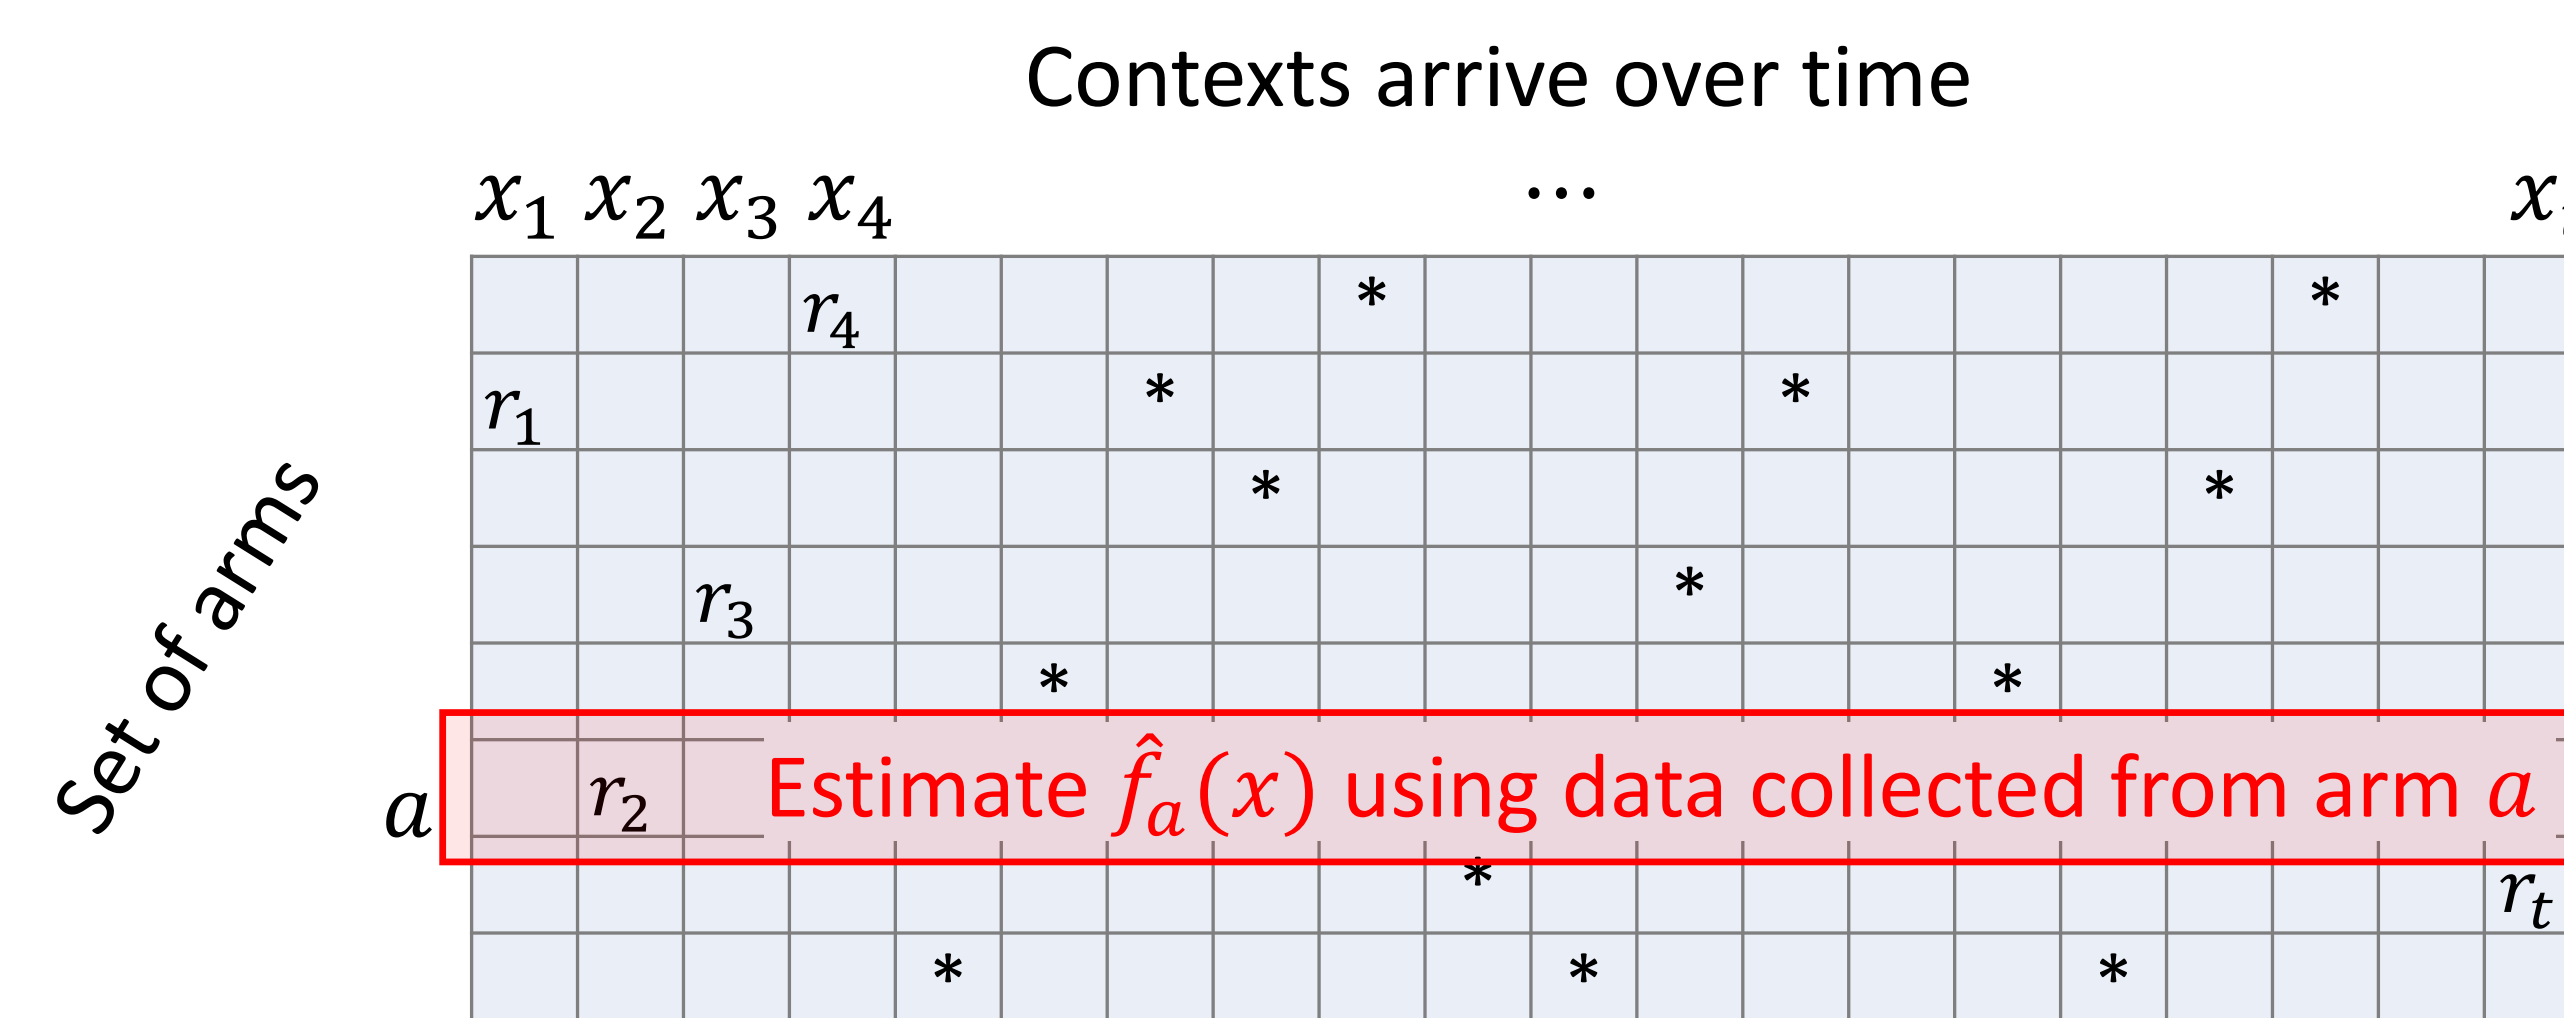 Contexts arrive over time
x₁ x₂ x₃ x₄ ⋯ x
r₄ * *
r₁ * *
* *
Set of arms
r₃ *
* *
a r₂ Estimate f̂ₐ(x) using data collected from arm a
* rₜ
* * *